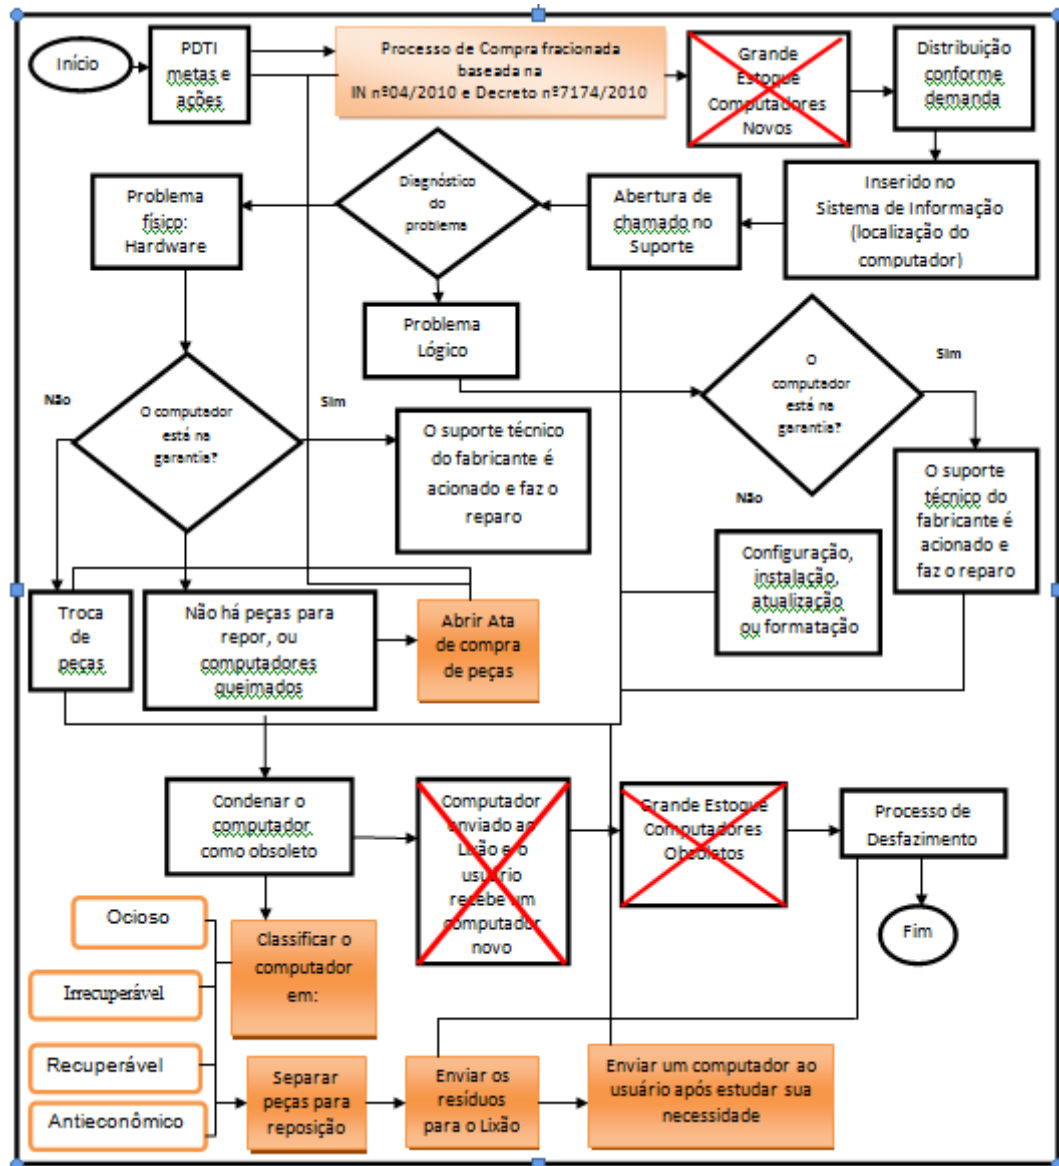 Início
PDTI
metas e
ações
Processo de Compra fracionada
baseada na
IN nº04/2010 e Decreto nº7174/2010
Grande
Estoque
Computadores
Novos
Distribuição
conforme
demanda
Problema
físico:
Hardware
Diagnóstico
do
problema
Abertura de
chamado no
Suporte
Inserido no
Sistema de Informação
(localização do
computador)
Problema
Lógico
Não
O computador
está na
garantia?
Sim
O suporte técnico
do fabricante é
acionado e faz o
reparo
O
computador
está na
garantia?
Sim
Não
O suporte
técnico do
fabricante é
acionado e
faz o reparo
Configuração,
instalação,
atualização
ou formatação
Troca
de
peças
Não há peças para
repor, ou
computadores
queimados
Abrir Ata
de compra
de peças
Condenar o
computador
como obsoleto
Computador
enviado ao
Lixão e o
usuário
recebe um
computador
novo
Grande Estoque
Computadores
Obsoletos
Processo de
Desfazimento
Fim
Ocioso
Irrecuperável
Recuperável
Antieconômico
Classificar o
computador
em:
Separar
peças para
reposição
Enviar os
resíduos
para o Lixão
Enviar um computador ao
usuário após estudar sua
necessidade